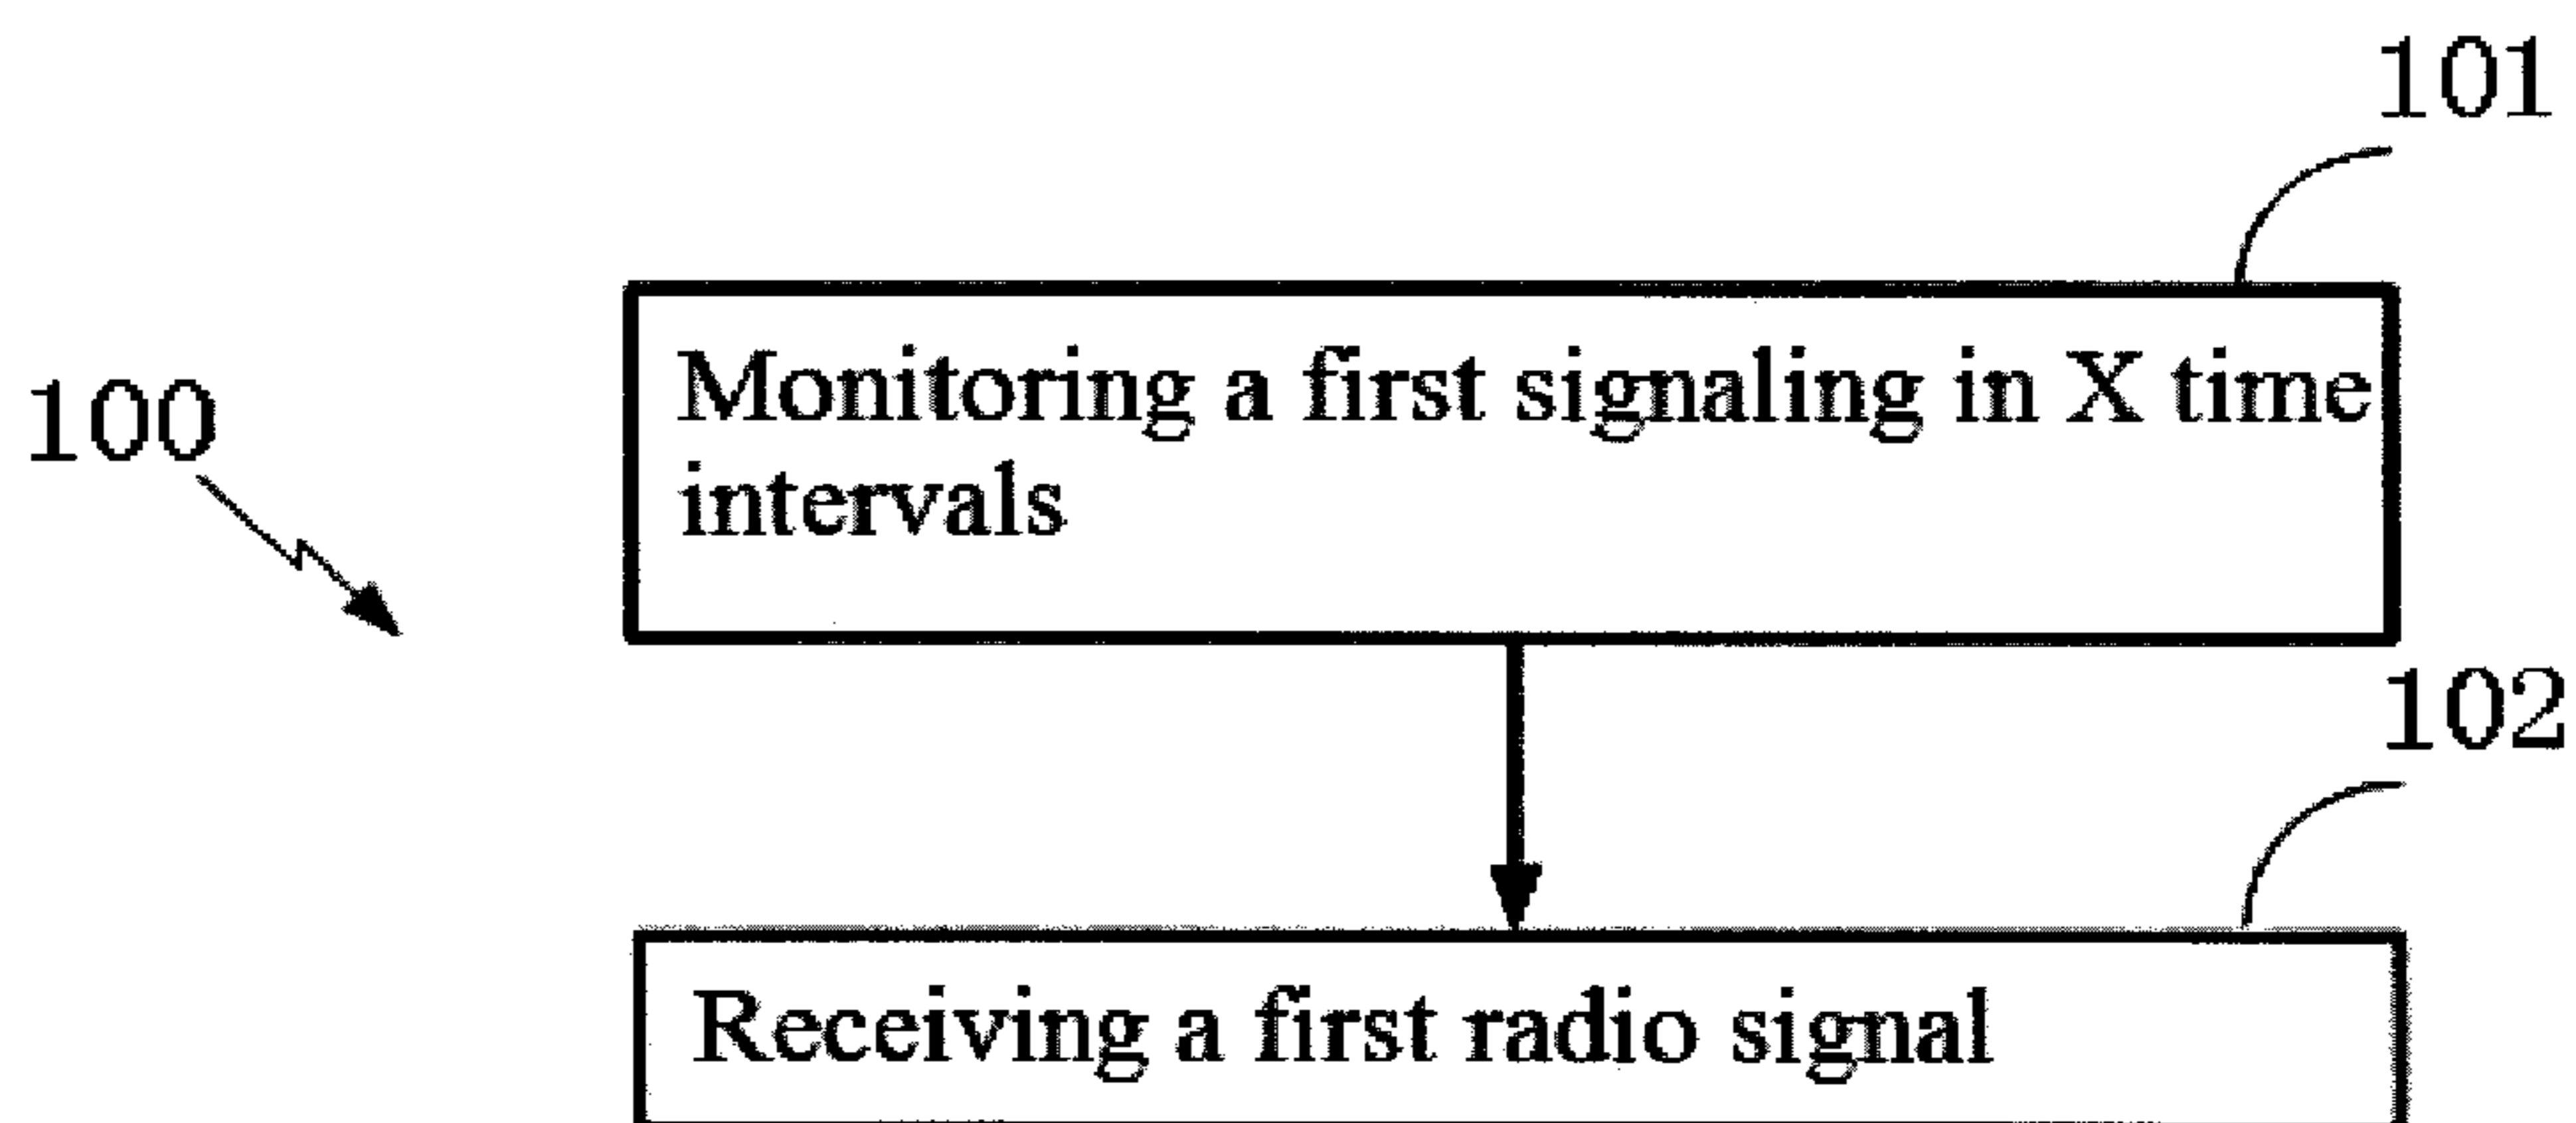 101
100
Monitoring a first signaling in X time
intervals
102
Receiving a first radio signal